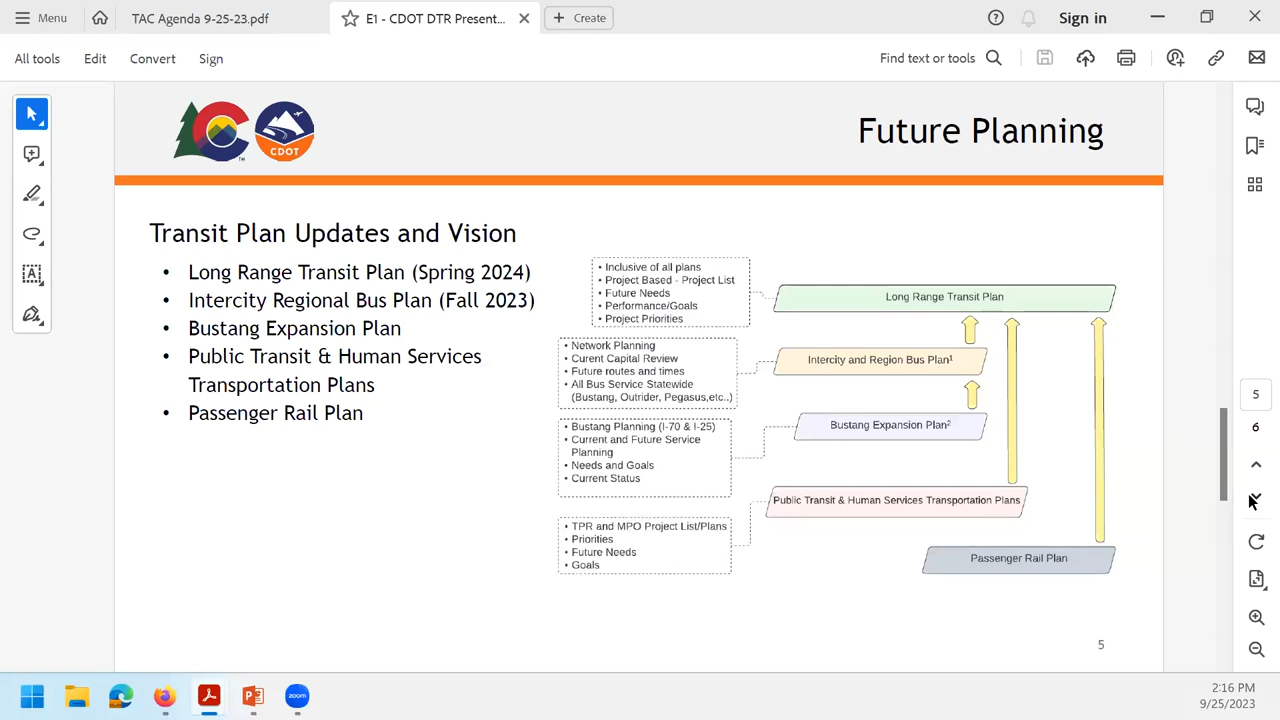 Menu
TAC Agenda 9-25-23.pdf
E1 - CDOT DTR Present...
Create
Sign in
All tools
Edit
Convert
Sign
Find text or tools
CDOT
TM
Future Planning
Transit Plan Updates and Vision
• Long Range Transit Plan (Spring 2024)
• Intercity Regional Bus Plan (Fall 2023)
• Bustang Expansion Plan
• Public Transit & Human Services
Transportation Plans
• Passenger Rail Plan
• Inclusive of all plans
• Project Based - Project List
• Future Needs
• Performance/Goals
• Project Priorities
Long Range Transit Plan
• Network Planning
• Curent Capital Review
• Future routes and times
• All Bus Service Statewide
(Bustang, Outrider, Pegasus,etc..)
Intercity and Region Bus Plan¹
• Bustang Planning (I-70 & I-25)
• Current and Future Service
Planning
• Needs and Goals
• Current Status
Bustang Expansion Plan²
• TPR and MPO Project List/Plans
• Priorities
• Future Needs
• Goals
Public Transit & Human Services Transportation Plans
Passenger Rail Plan
5
5
6
zoom
2:16 PM
9/25/2023